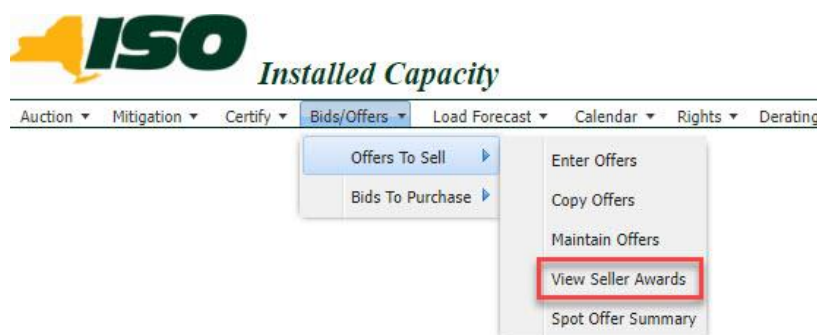 ISO Installed Capacity
Auction Mitigation Certify Bids/Offers Load Forecast Calendar Rights Derating
Offers To Sell Enter Offers
Bids To Purchase Copy Offers
Maintain Offers
View Seller Awards
Spot Offer Summary